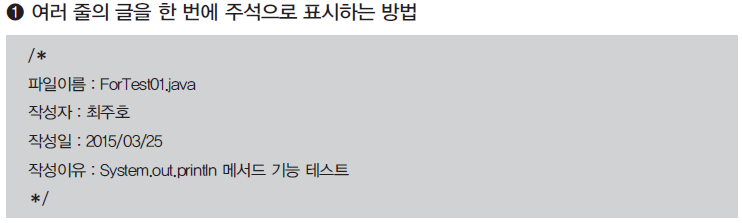 ❶ 여러 줄의 글을 한 번에 주석으로 표시하는 방법
/*
파일이름 : ForTest01.java
작성자 : 최주호
작성일 : 2015/03/25
작성이유 : System.out.println 메서드 기능 테스트
*/